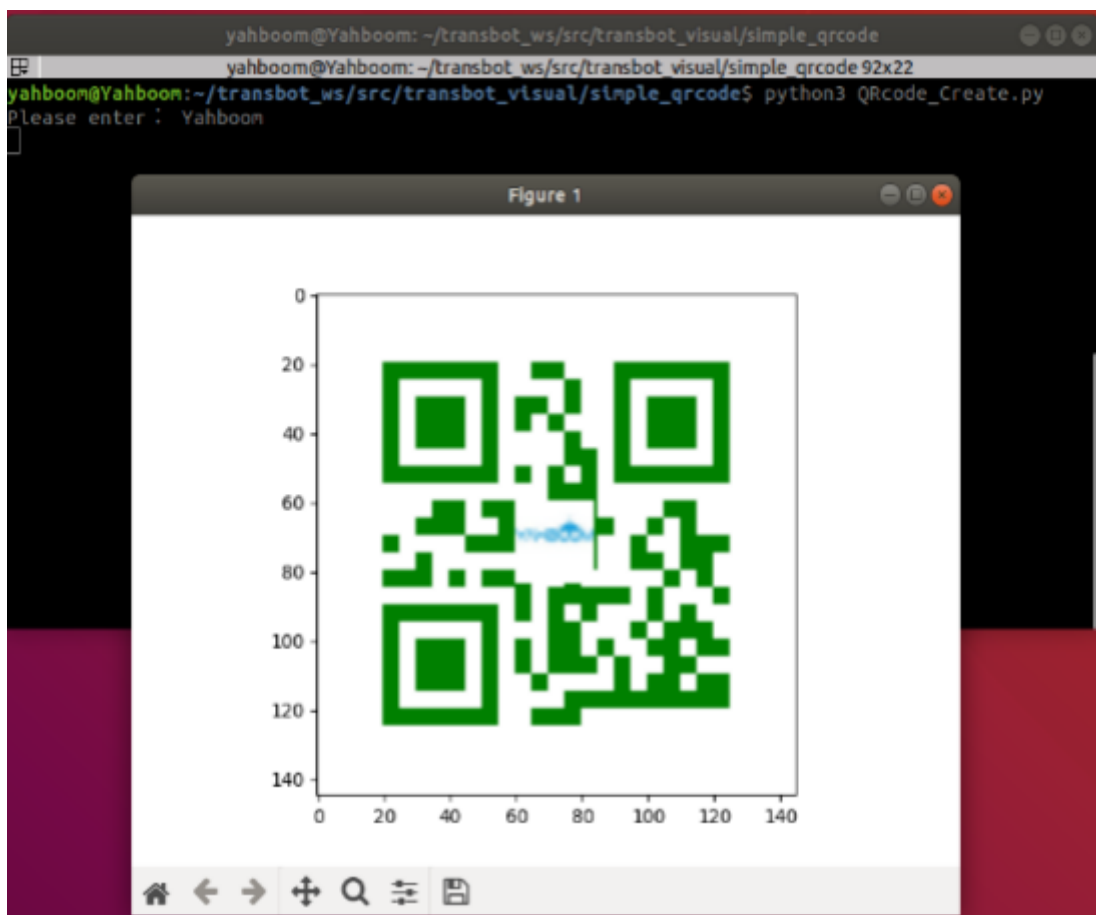 yahboom@Yahboom: ~/transbot_ws/src/transbot_visual/simple_qrcode
yahboom@Yahboom: ~/transbot_ws/src/transbot_visual/simple_qrcode 92x22
yahboom@Yahboom:~/transbot_ws/src/transbot_visual/simple_qrcode$ python3 QRcode_Create.py
Please enter： Yahboom
Figure 1
0
20
40
60
YAHBOOM
80
100
120
140
0 20 40 60 80 100 120 140